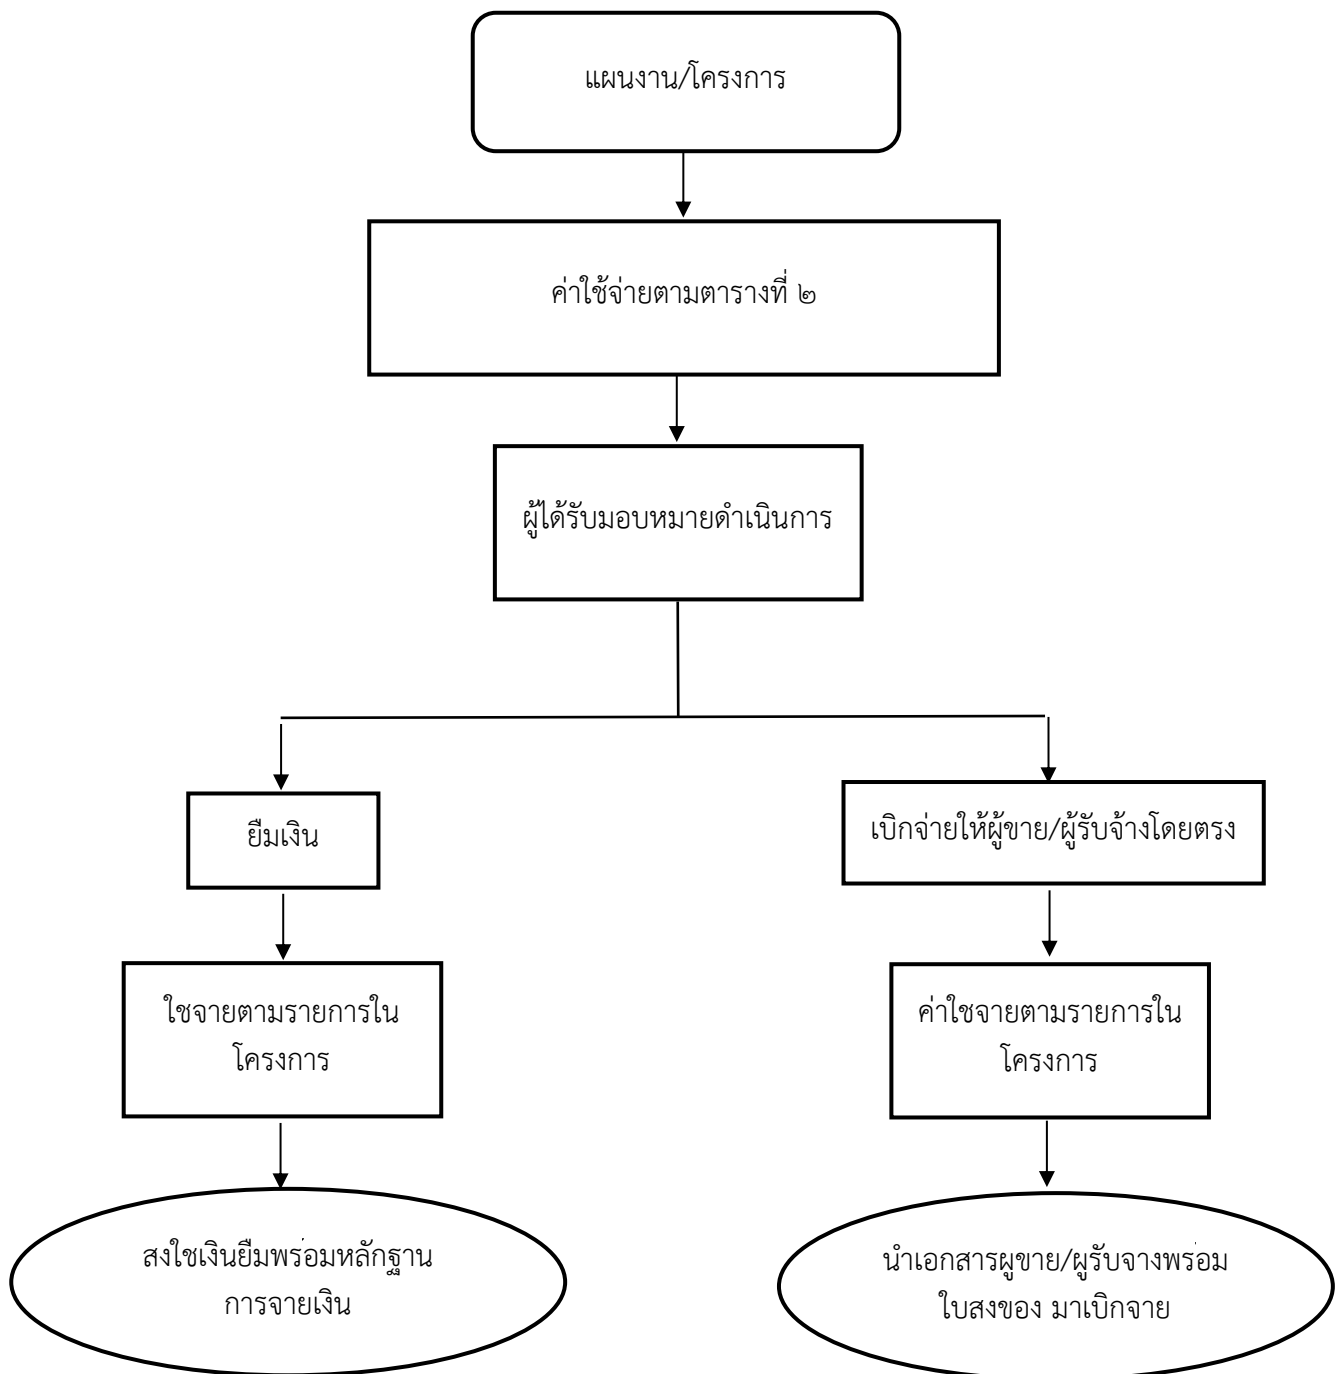 แผนงาน/โครงการ
ค่าใช้จ่ายตามตารางที่ ๒
ผู้ได้รับมอบหมายดำเนินการ
ยืมเงิน
เบิกจ่ายให้ผู้ขาย/ผู้รับจ้างโดยตรง
ใชจายตามรายการใน
โครงการ
ค่าใชจายตามรายการใน
โครงการ
สงใชเงินยืมพร่อมหลักฐาน
การจายเงิน
นำเอกสารผูขาย/ผูรับจางพร่อม
ใบสงของ มาเบิกจาย